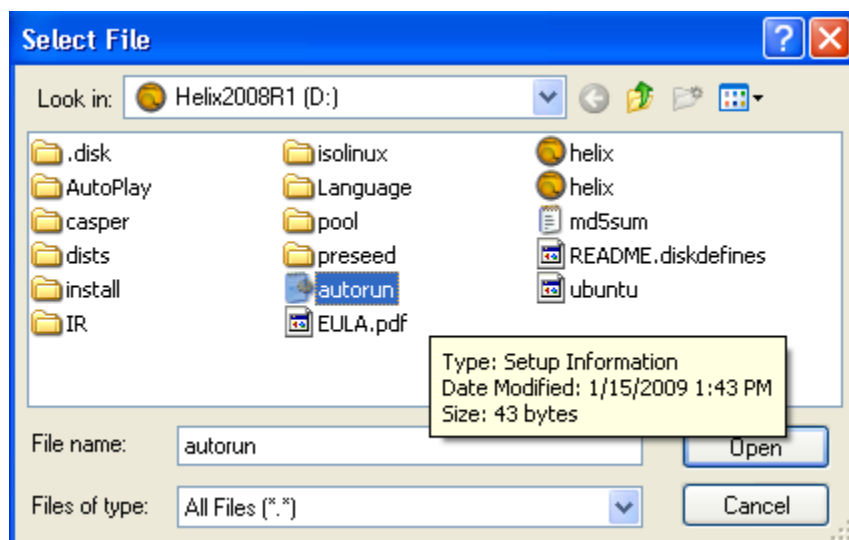 Select File
Look in: Helix2008R1 (D:)
.disk
AutoPlay
casper
dists
install
IR
isolinux
Language
pool
preseed
autorun
EULA.pdf
helix
helix
md5sum
README.diskdefines
ubuntu
Type: Setup Information
Date Modified: 1/15/2009 1:43 PM
Size: 43 bytes
File name: autorun
Open
Files of type: All Files (*.*)
Cancel